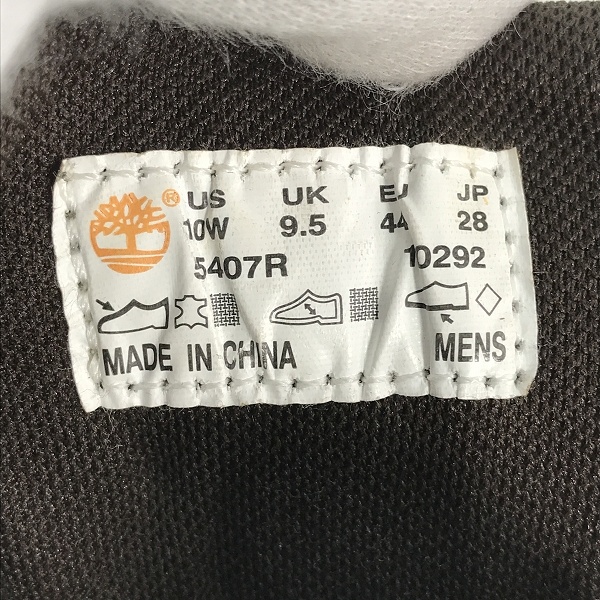 ®
US UK EU JP
10W 9.5 44 28
5407R 10292
MADE IN CHINA MENS